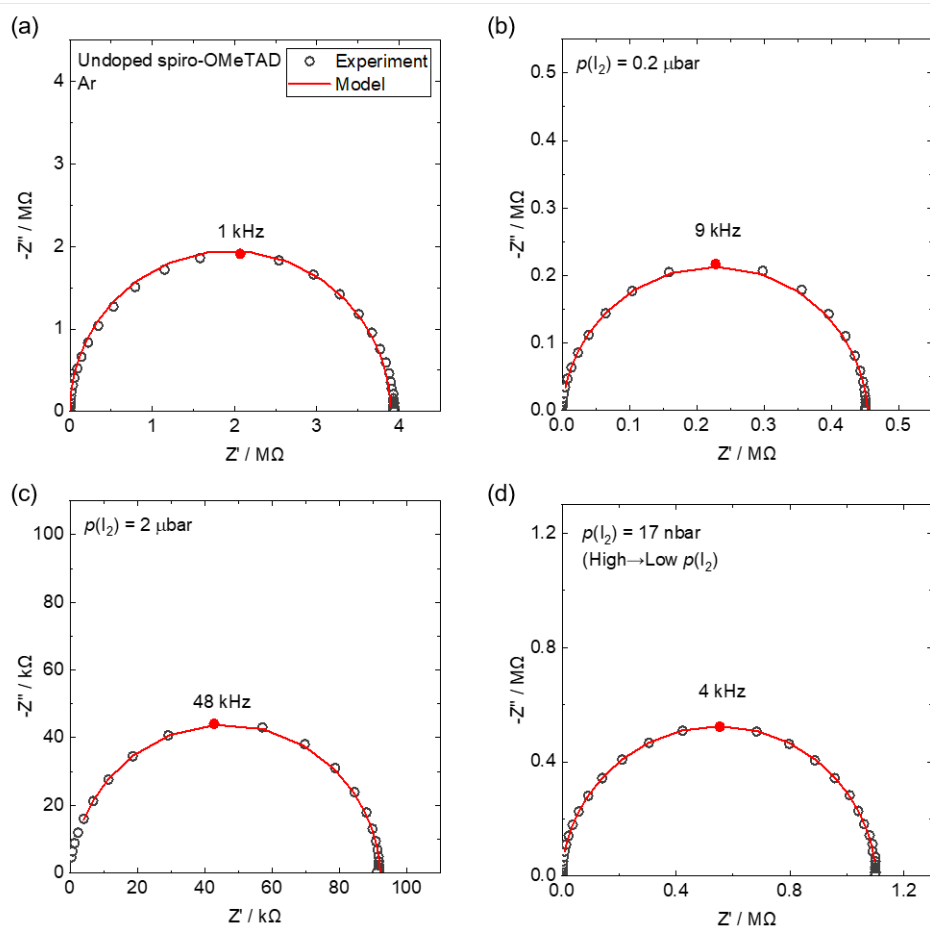 (a)
Undoped spiro-OMeTAD
Ar
Experiment
Model
1 kHz
-Z" / MΩ
4
3
2
1
0
0
1
2
3
4
Z' / MΩ
(b)
p(I₂) = 0.2 μbar
9 kHz
-Z" / MΩ
0.5
0.4
0.3
0.2
0.1
0.0
0.0
0.1
0.2
0.3
0.4
0.5
Z' / MΩ
(c)
p(I₂) = 2 μbar
48 kHz
-Z" / kΩ
100
80
60
40
20
0
0
20
40
60
80
100
Z' / kΩ
(d)
p(I₂) = 17 nbar
(High→Low p(I₂)
4 kHz
-Z" / MΩ
1.2
0.8
0.4
0.0
0.0
0.4
0.8
1.2
Z' / MΩ